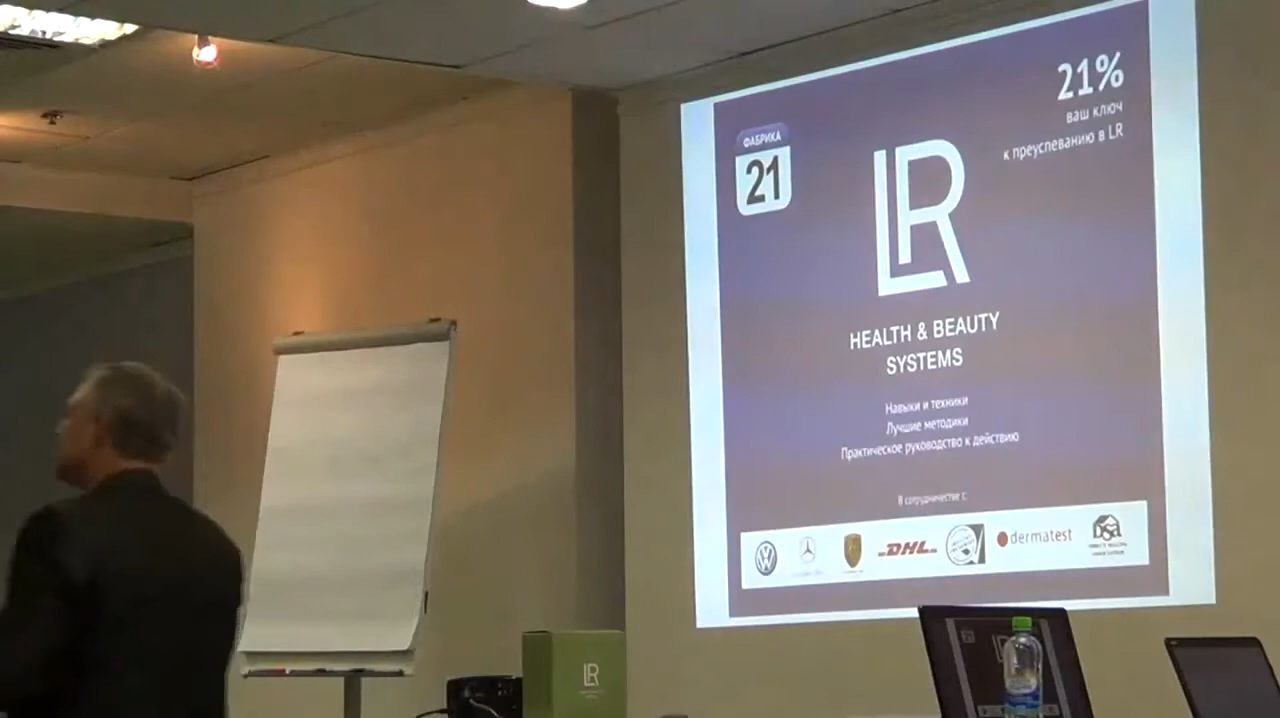 21%
ваш ключ
к преуспеванию в LR
ФАБРИКА
21
LR
HEALTH & BEAUTY
SYSTEMS
Навыки и техники
Лучшие методики
Практическое руководство к действию
В сотрудничестве с
DHL
dermatest
LR